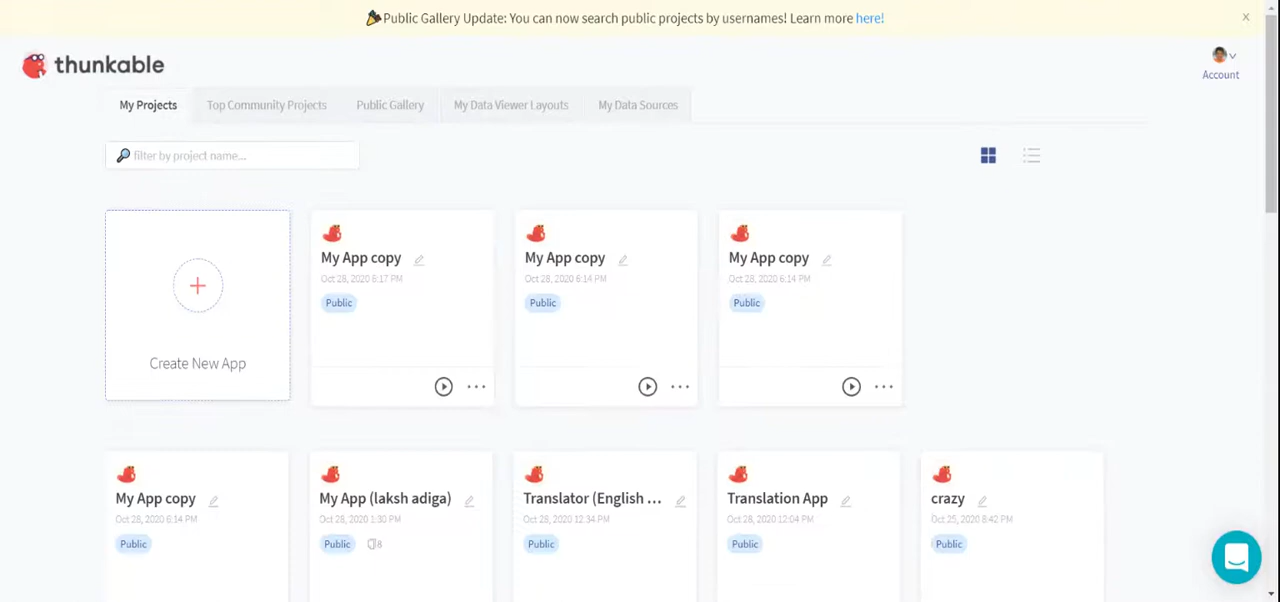 Public Gallery Update: You can now search public projects by usernames! Learn more here!
x
thunkable
Account
My Projects
Top Community Projects
Public Gallery
My Data Viewer Layouts
My Data Sources
filter by project name...
Create New App
My App copy
Oct 28, 2020 6:17 PM
Public
My App copy
Oct 28, 2020 6:14 PM
Public
My App copy
Oct 28, 2020 6:14 PM
Public
My App copy
Oct 28, 2020 6:14 PM
Public
My App (laksh adiga)
Oct 28, 2020 1:30 PM
Public
8
Translator (English ...
Oct 28, 2020 12:34 PM
Public
Translation App
Oct 28, 2020 12:04 PM
Public
crazy
Oct 25, 2020 8:42 PM
Public